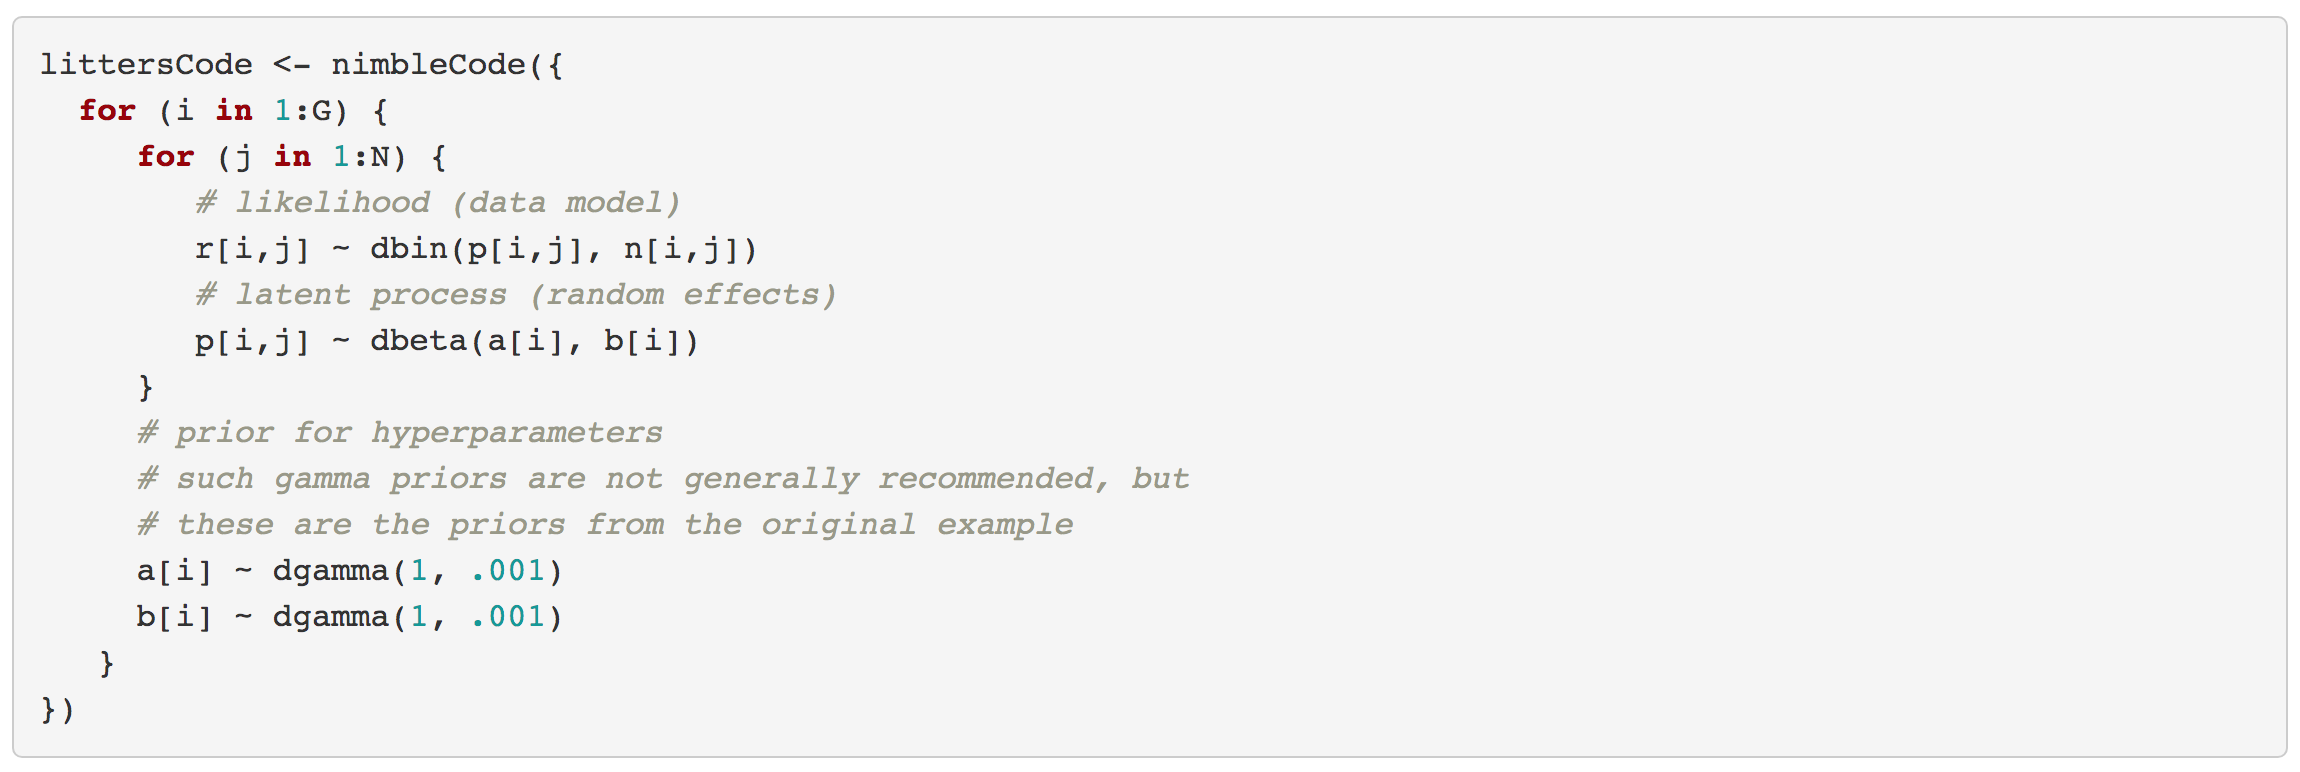 littersCode <- nimbleCode({
  for (i in 1:G) {
     for (j in 1:N) {
        # likelihood (data model)
        r[i,j] ~ dbin(p[i,j], n[i,j])
        # latent process (random effects)
        p[i,j] ~ dbeta(a[i], b[i])
     }
     # prior for hyperparameters
     # such gamma priors are not generally recommended, but
     # these are the priors from the original example
     a[i] ~ dgamma(1, .001)
     b[i] ~ dgamma(1, .001)
   }
})